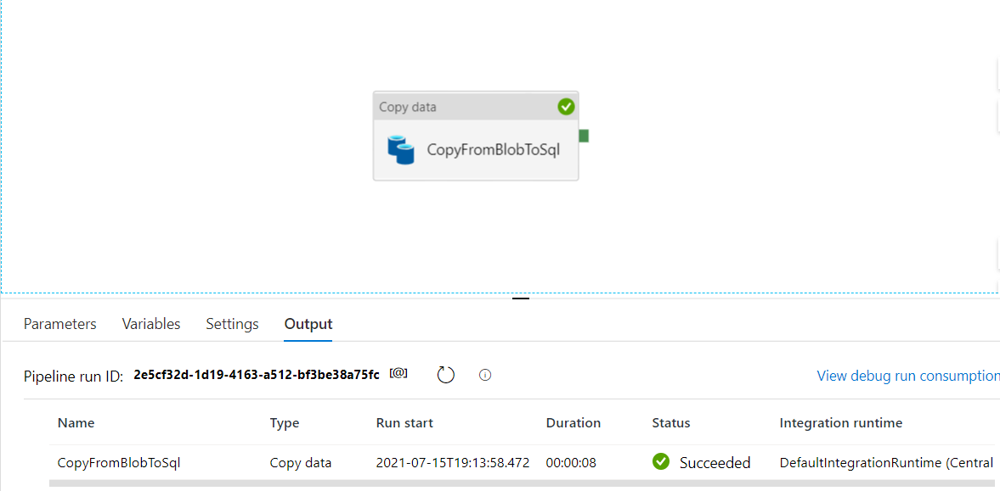 Copy data
CopyFromBlobToSql
Parameters Variables Settings Output
Pipeline run ID: 2e5cf32d-1d19-4163-a512-bf3be38a75fc [@] View debug run consumption
Name Type Run start Duration Status Integration runtime
CopyFromBlobToSql Copy data 2021-07-15T19:13:58.472 00:00:08 Succeeded DefaultIntegrationRuntime (Central